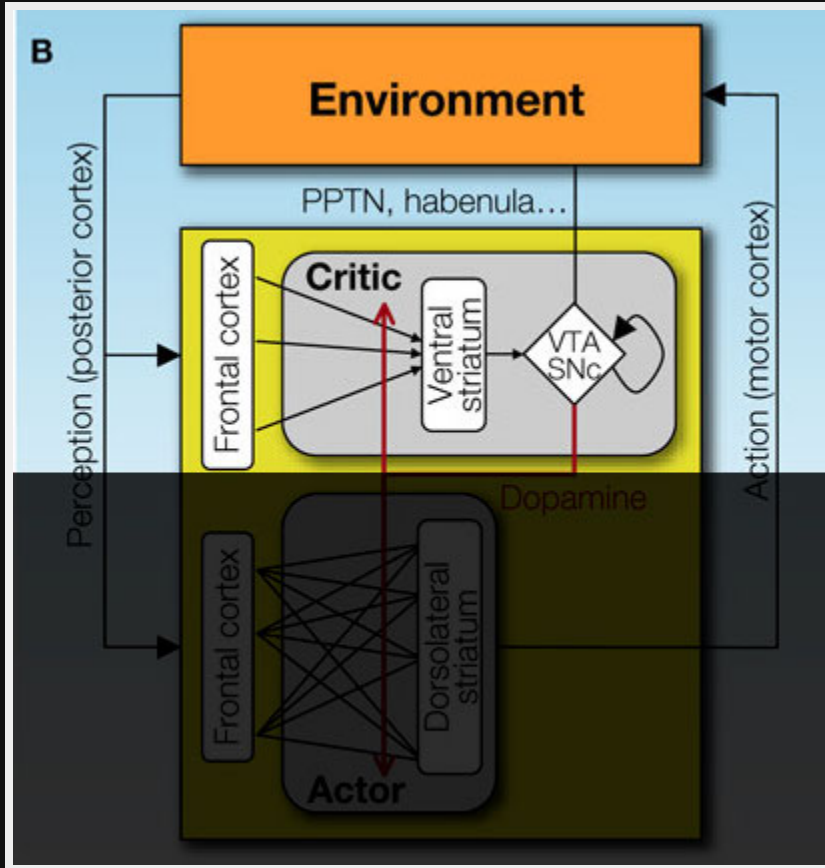 B
Environment
PPTN, habenula...
Perception (posterior cortex)
Frontal cortex
Critic
Ventral
striatum
VTA
SNc
Action (motor cortex)
Dopamine
Frontal cortex
Dorsolateral
striatum
Actor